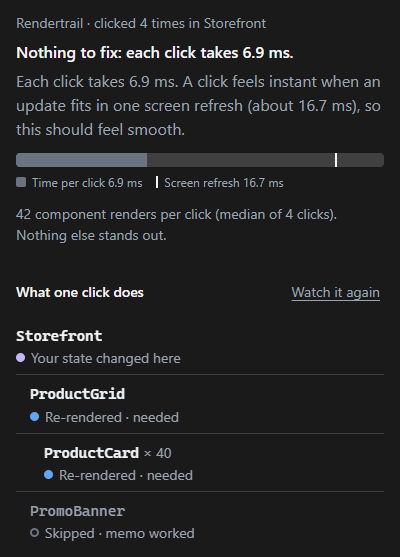 Rendertrail · clicked 4 times in Storefront
Nothing to fix: each click takes 6.9 ms.
Each click takes 6.9 ms. A click feels instant when an
update fits in one screen refresh (about 16.7 ms), so
this should feel smooth.
Time per click 6.9 ms Screen refresh 16.7 ms
42 component renders per click (median of 4 clicks).
Nothing else stands out.
What one click does Watch it again
Storefront
Your state changed here
ProductGrid
Re-rendered · needed
ProductCard × 40
Re-rendered · needed
PromoBanner
Skipped · memo worked